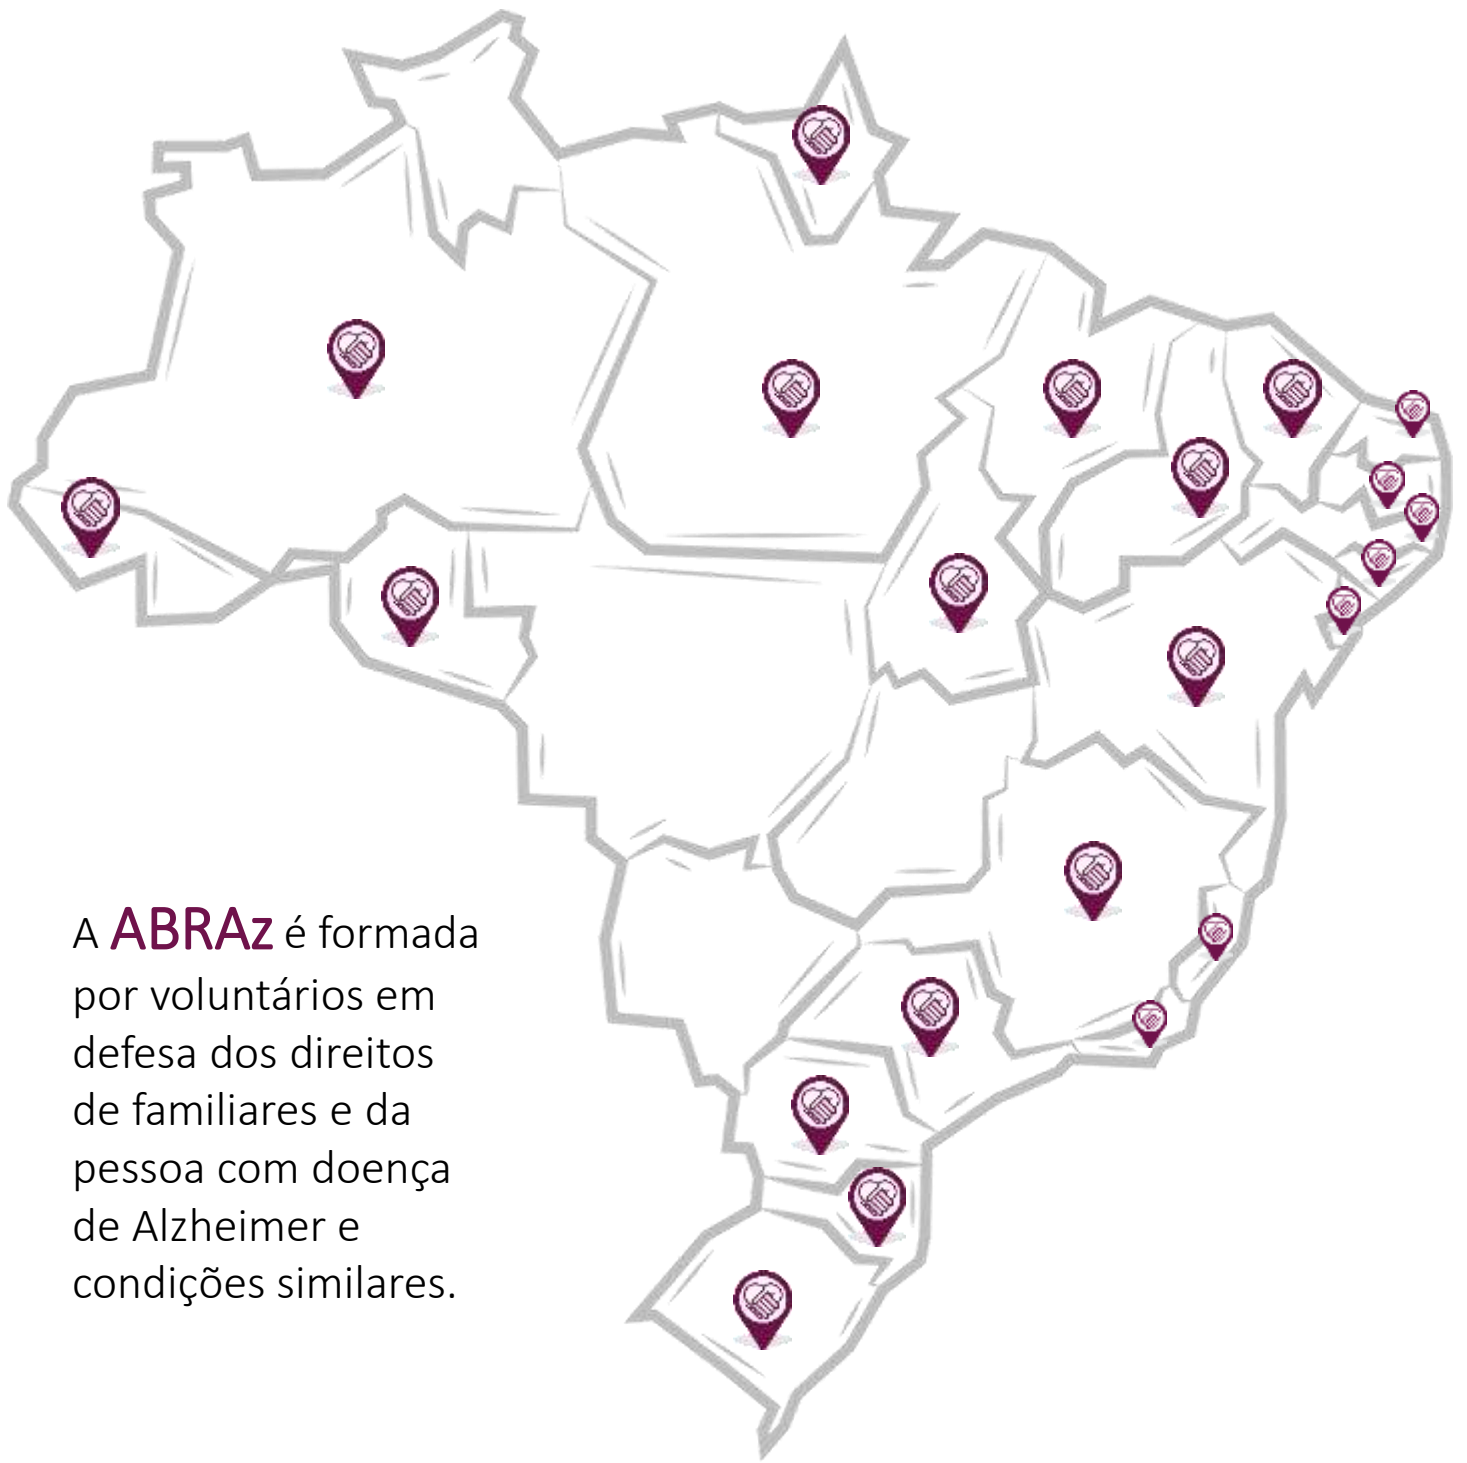 A ABRAz é formada
por voluntários em
defesa dos direitos
de familiares e da
pessoa com doença
de Alzheimer e
condições similares.